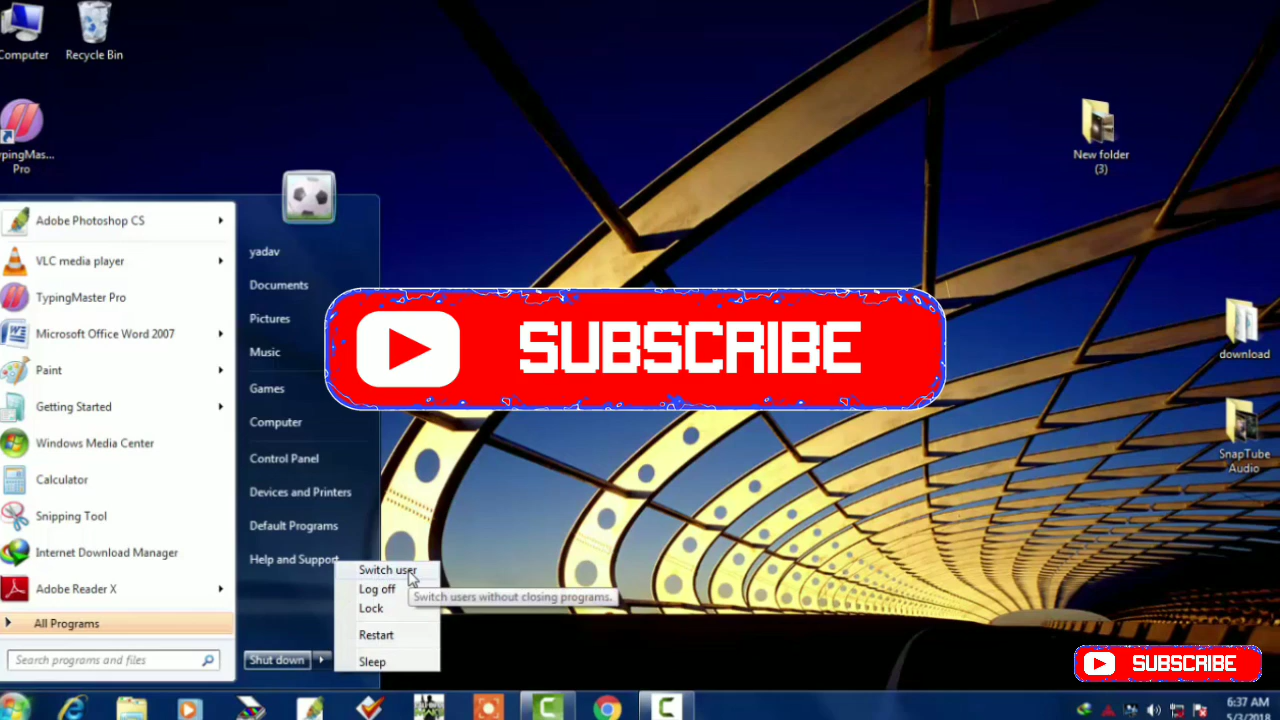 Computer
Recycle Bin
ypingMas...
Pro
New folder
(3)
download
SnapTube
Audio
Adobe Photoshop CS
VLC media player
TypingMaster Pro
Microsoft Office Word 2007
Paint
Getting Started
Windows Media Center
Calculator
Snipping Tool
Internet Download Manager
Adobe Reader X
All Programs
Search programs and files
yadav
Documents
Pictures
Music
Games
Computer
Control Panel
Devices and Printers
Default Programs
Help and Support
Shut down
Switch user
Log off
Lock
Restart
Sleep
Switch users without closing programs.
SUBSCRIBE
SUBSCRIBE
6:37 AM
5/3/2018